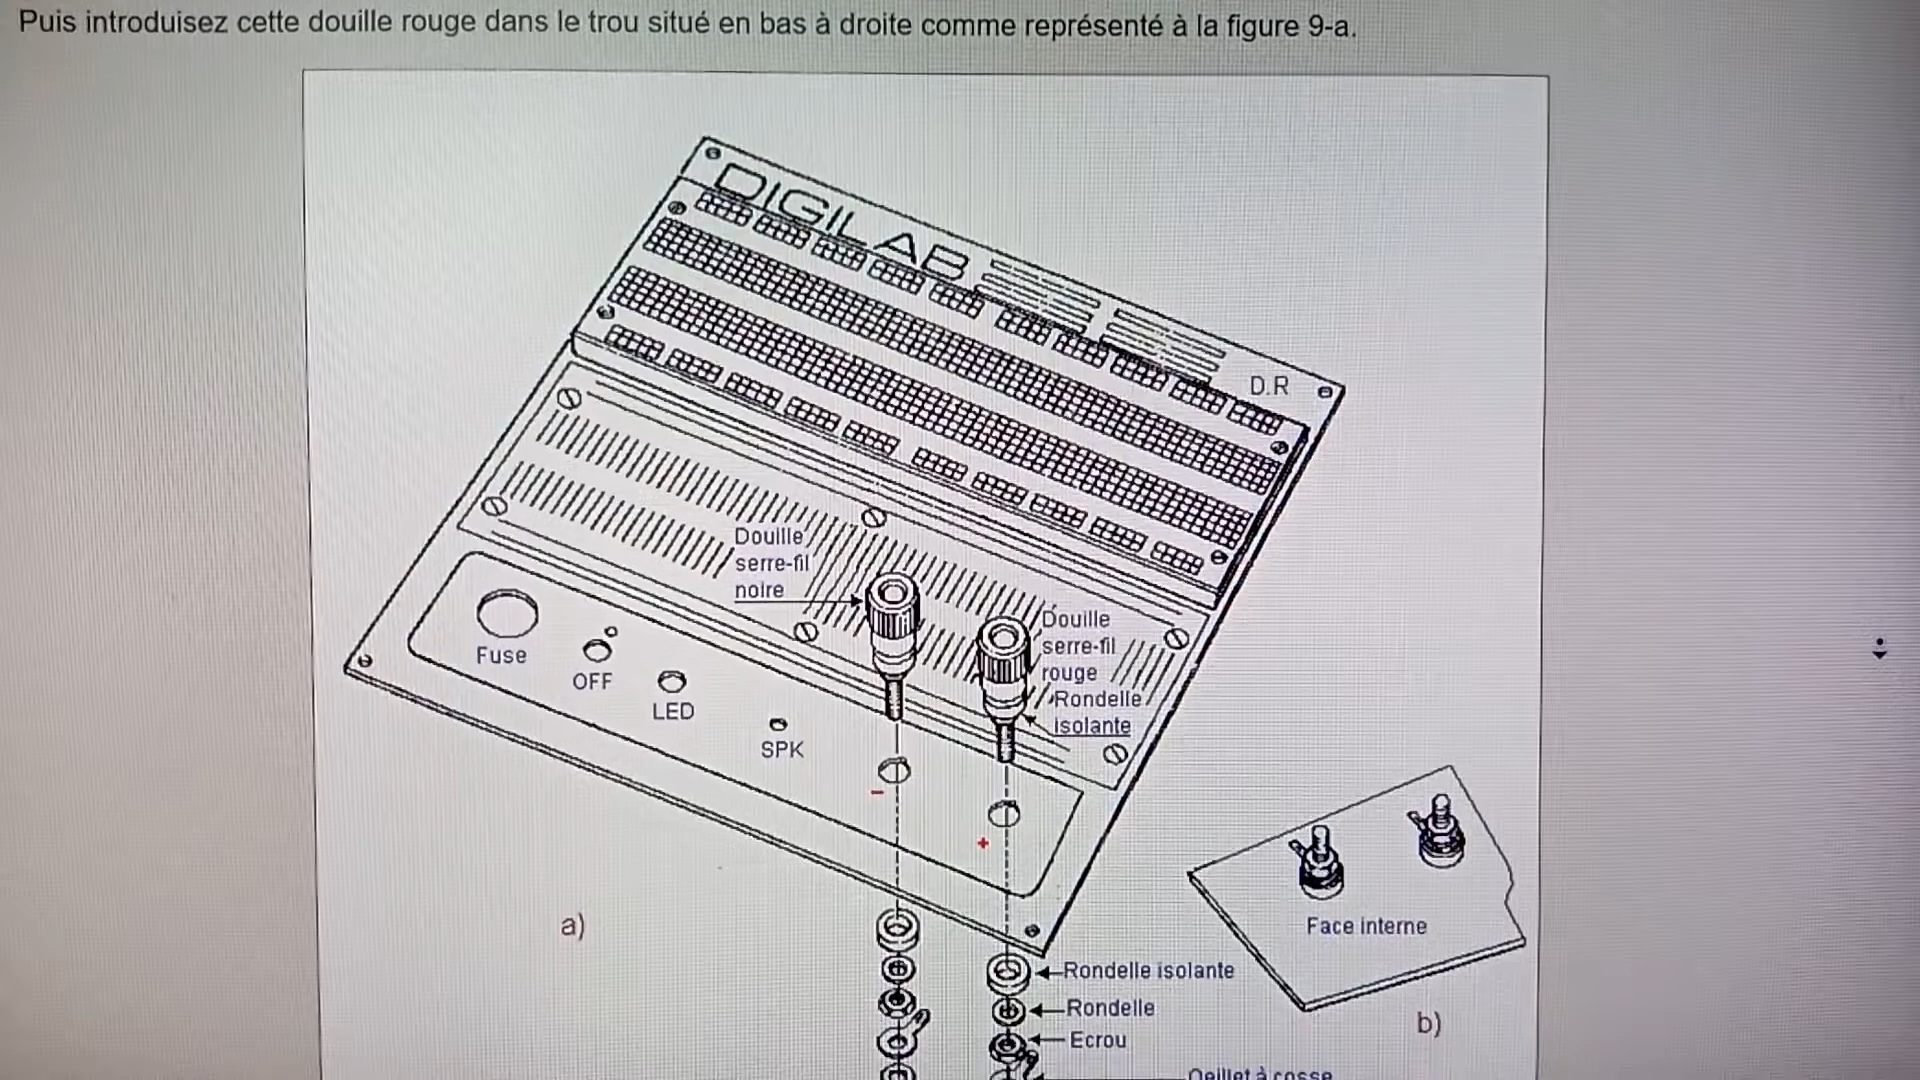 Puis introduisez cette douille rouge dans le trou situé en bas à droite comme représenté à la figure 9-a.
DIGILAB
D.R
Douille
serre-fil
noire
Douille
serre-fil
rouge
Rondelle
isolante
Fuse
OFF
LED
SPK
-
+
a)
Face interne
b)
Rondelle isolante
Rondelle
Ecrou
Oeillet à cosse